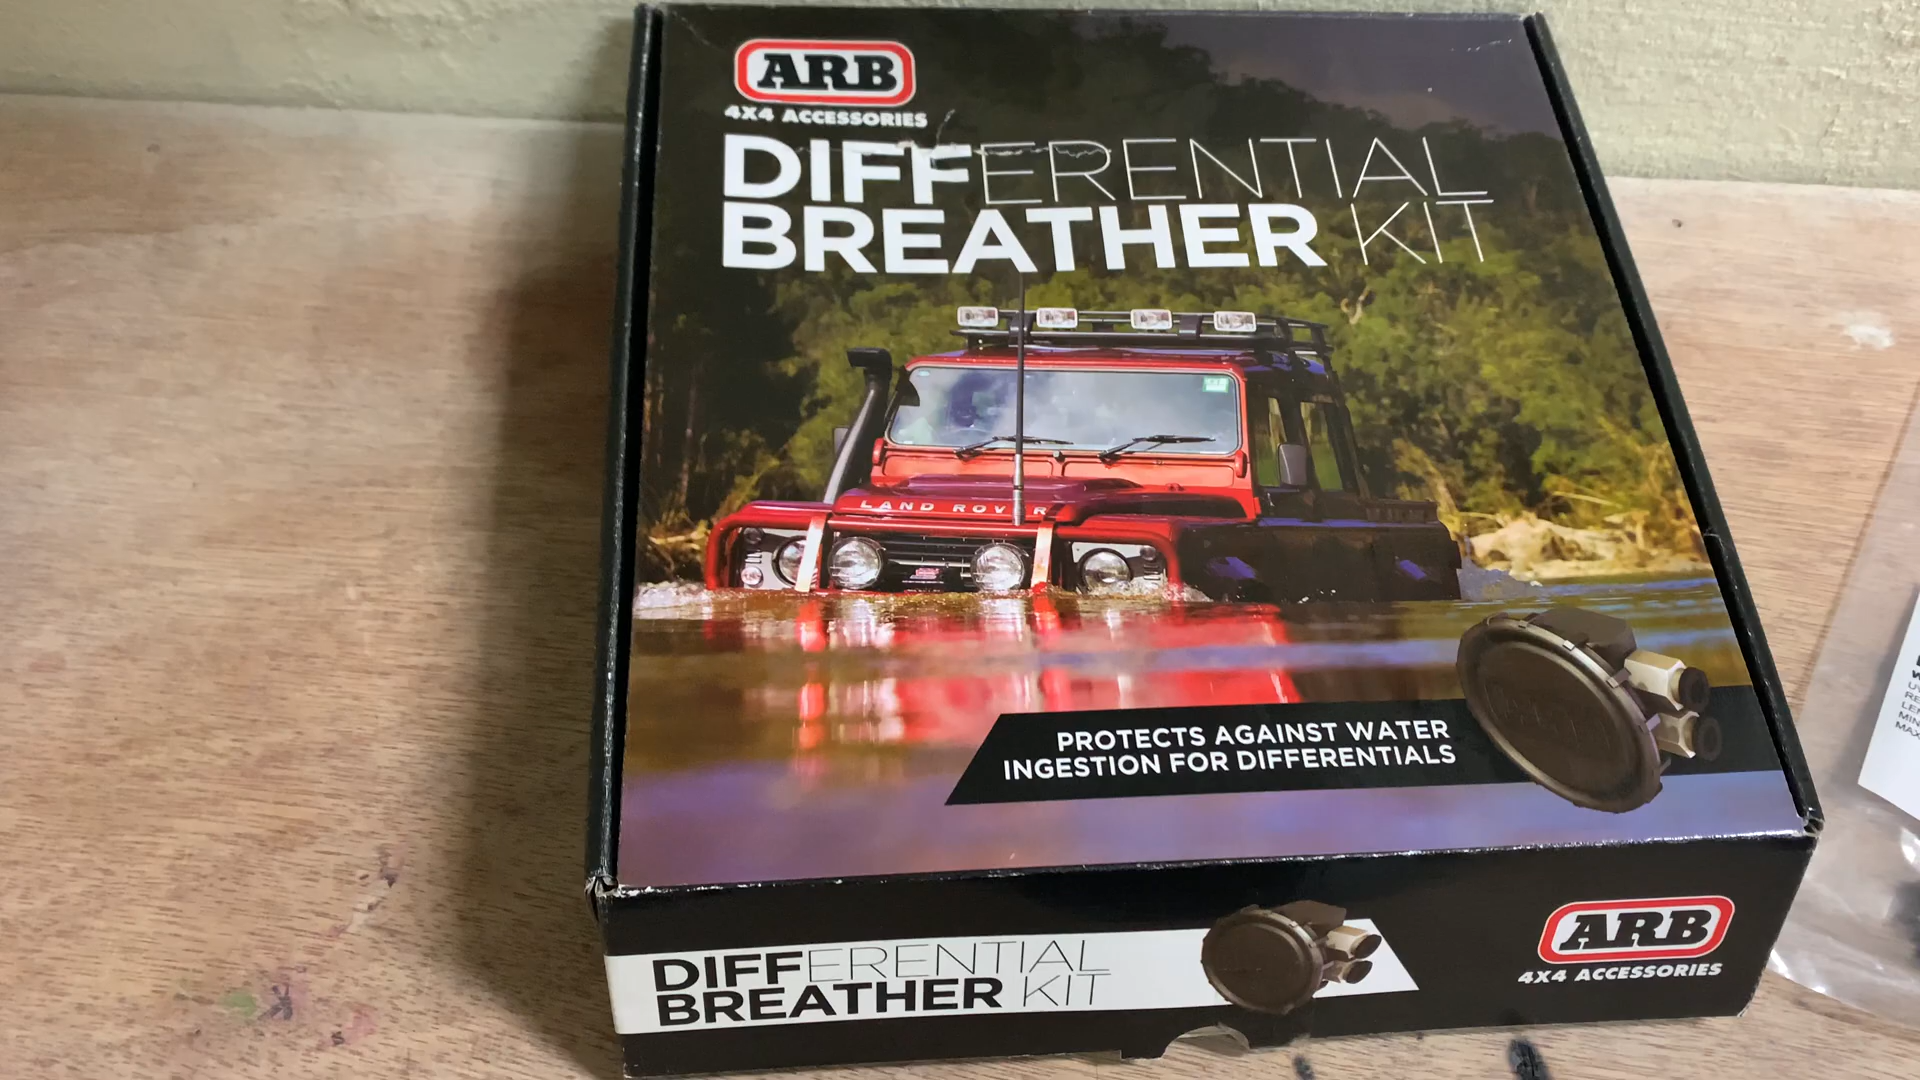 ARB
4X4 ACCESSORIES
DIFFERENTIAL
BREATHER KIT
LAND ROVER
PROTECTS AGAINST WATER
INGESTION FOR DIFFERENTIALS
DIFFERENTIAL
BREATHER KIT
ARB
4X4 ACCESSORIES